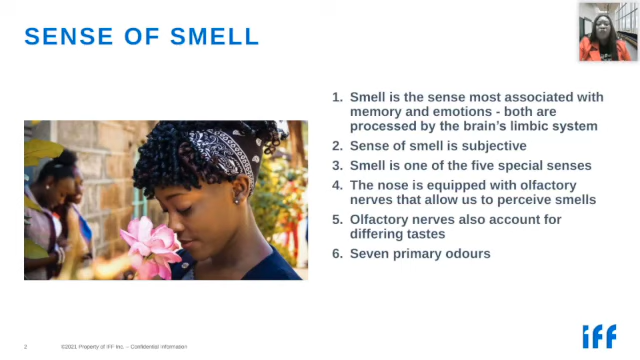 SENSE OF SMELL
1. Smell is the sense most associated with
memory and emotions - both are
processed by the brain's limbic system
2. Sense of smell is subjective
3. Smell is one of the five special senses
4. The nose is equipped with olfactory
nerves that allow us to perceive smells
5. Olfactory nerves also account for
differing tastes
6. Seven primary odours
2 ©2021 Property of IFF Inc. – Confidential Information
iff